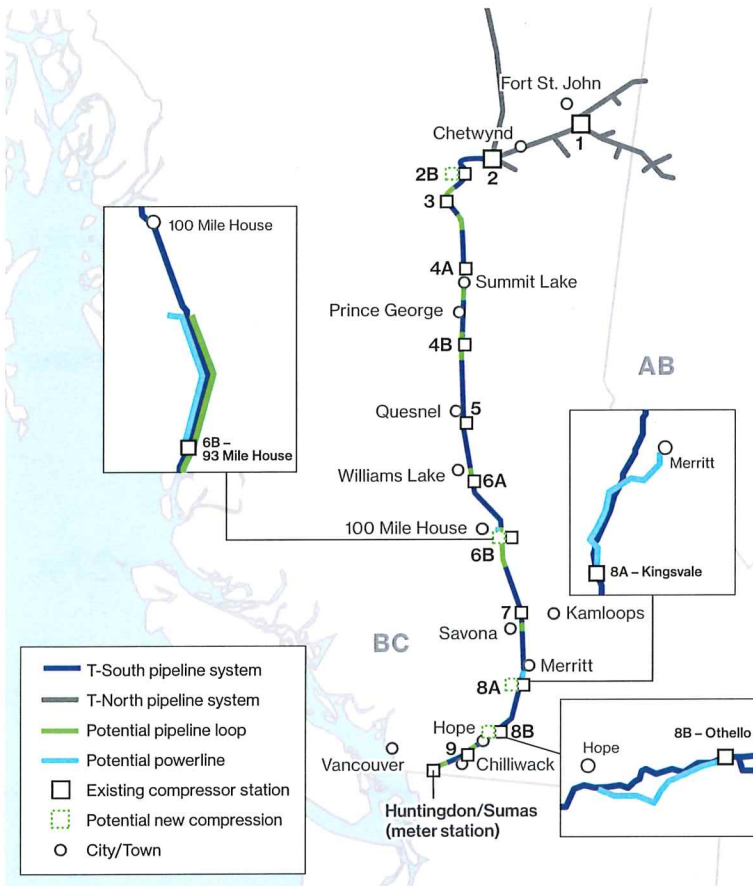 Fort St. John
Chetwynd
1
2B
2
3
4A
Summit Lake
Prince George
4B
AB
Quesnel
5
Williams Lake
6A
100 Mile House
6B
7
Kamloops
Savona
BC
Merritt
8A
Hope
8B
9
Vancouver
Chilliwack
Huntingdon/Sumas
(meter station)
100 Mile House
6B –
93 Mile House
Merritt
8A – Kingsvale
8B – Othello
Hope
T-South pipeline system
T-North pipeline system
Potential pipeline loop
Potential powerline
Existing compressor station
Potential new compression
City/Town